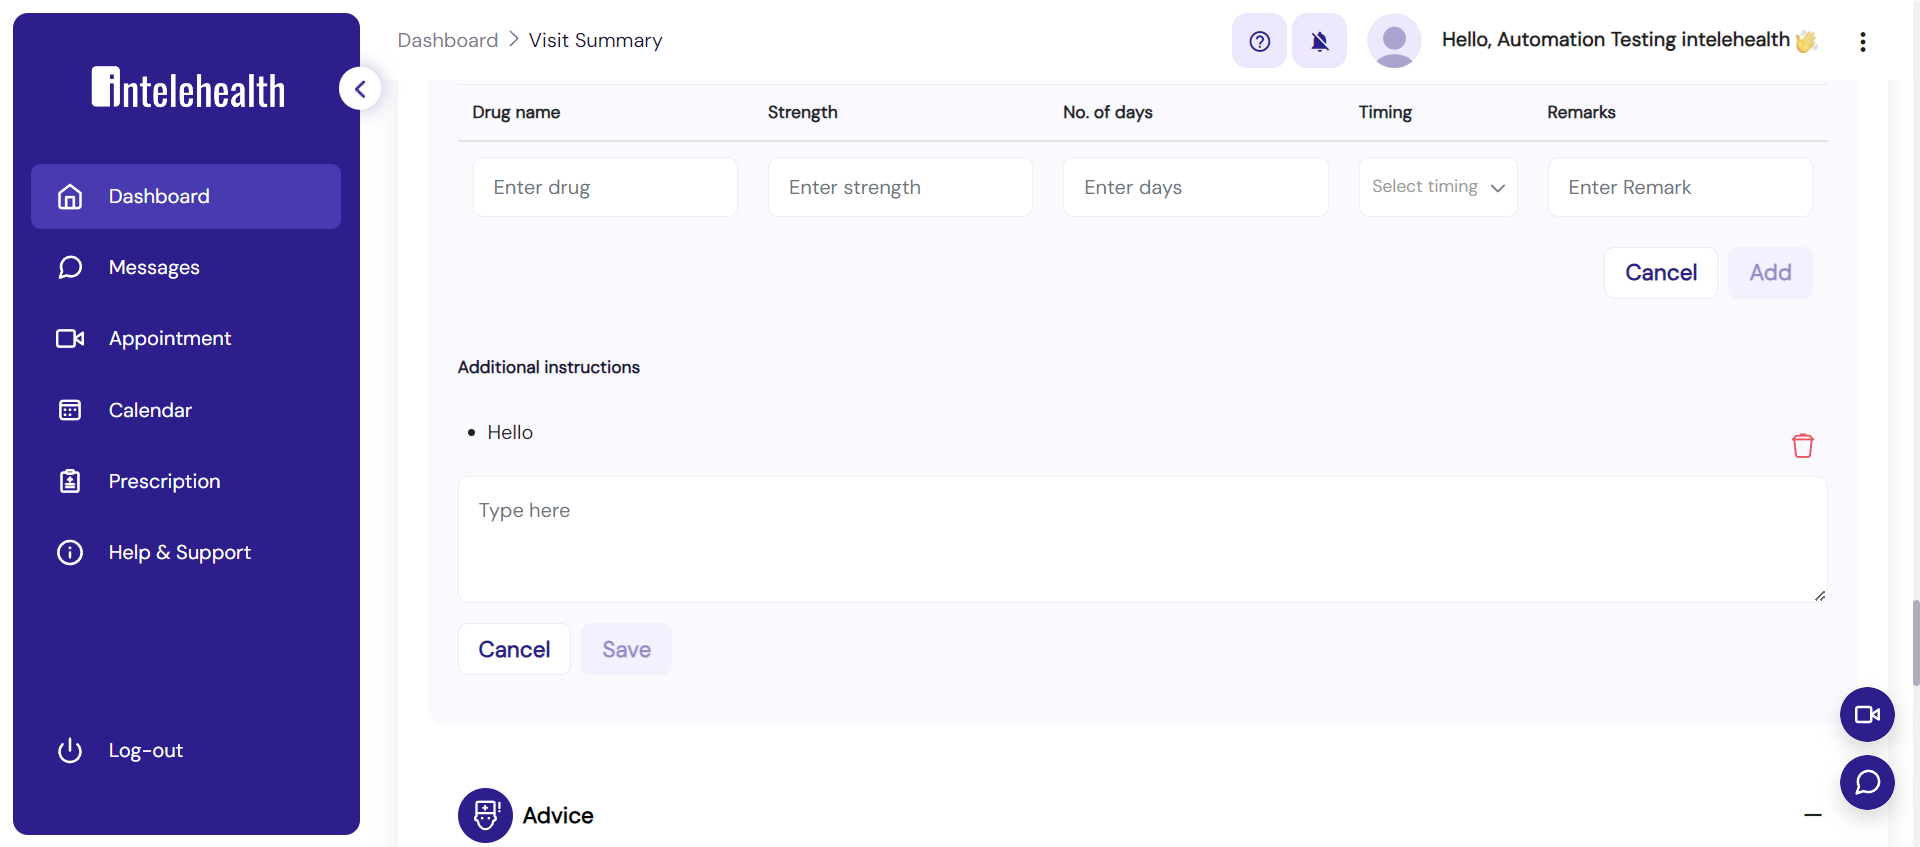 intelehealth
Dashboard
Messages
Appointment
Calendar
Prescription
Help & Support
Log-out
Dashboard > Visit Summary
Hello, Automation Testing intelehealth 👋
Drug name Strength No. of days Timing Remarks
Enter drug Enter strength Enter days Select timing Enter Remark
Cancel Add
Additional instructions
• Hello
Type here
Cancel Save
Advice